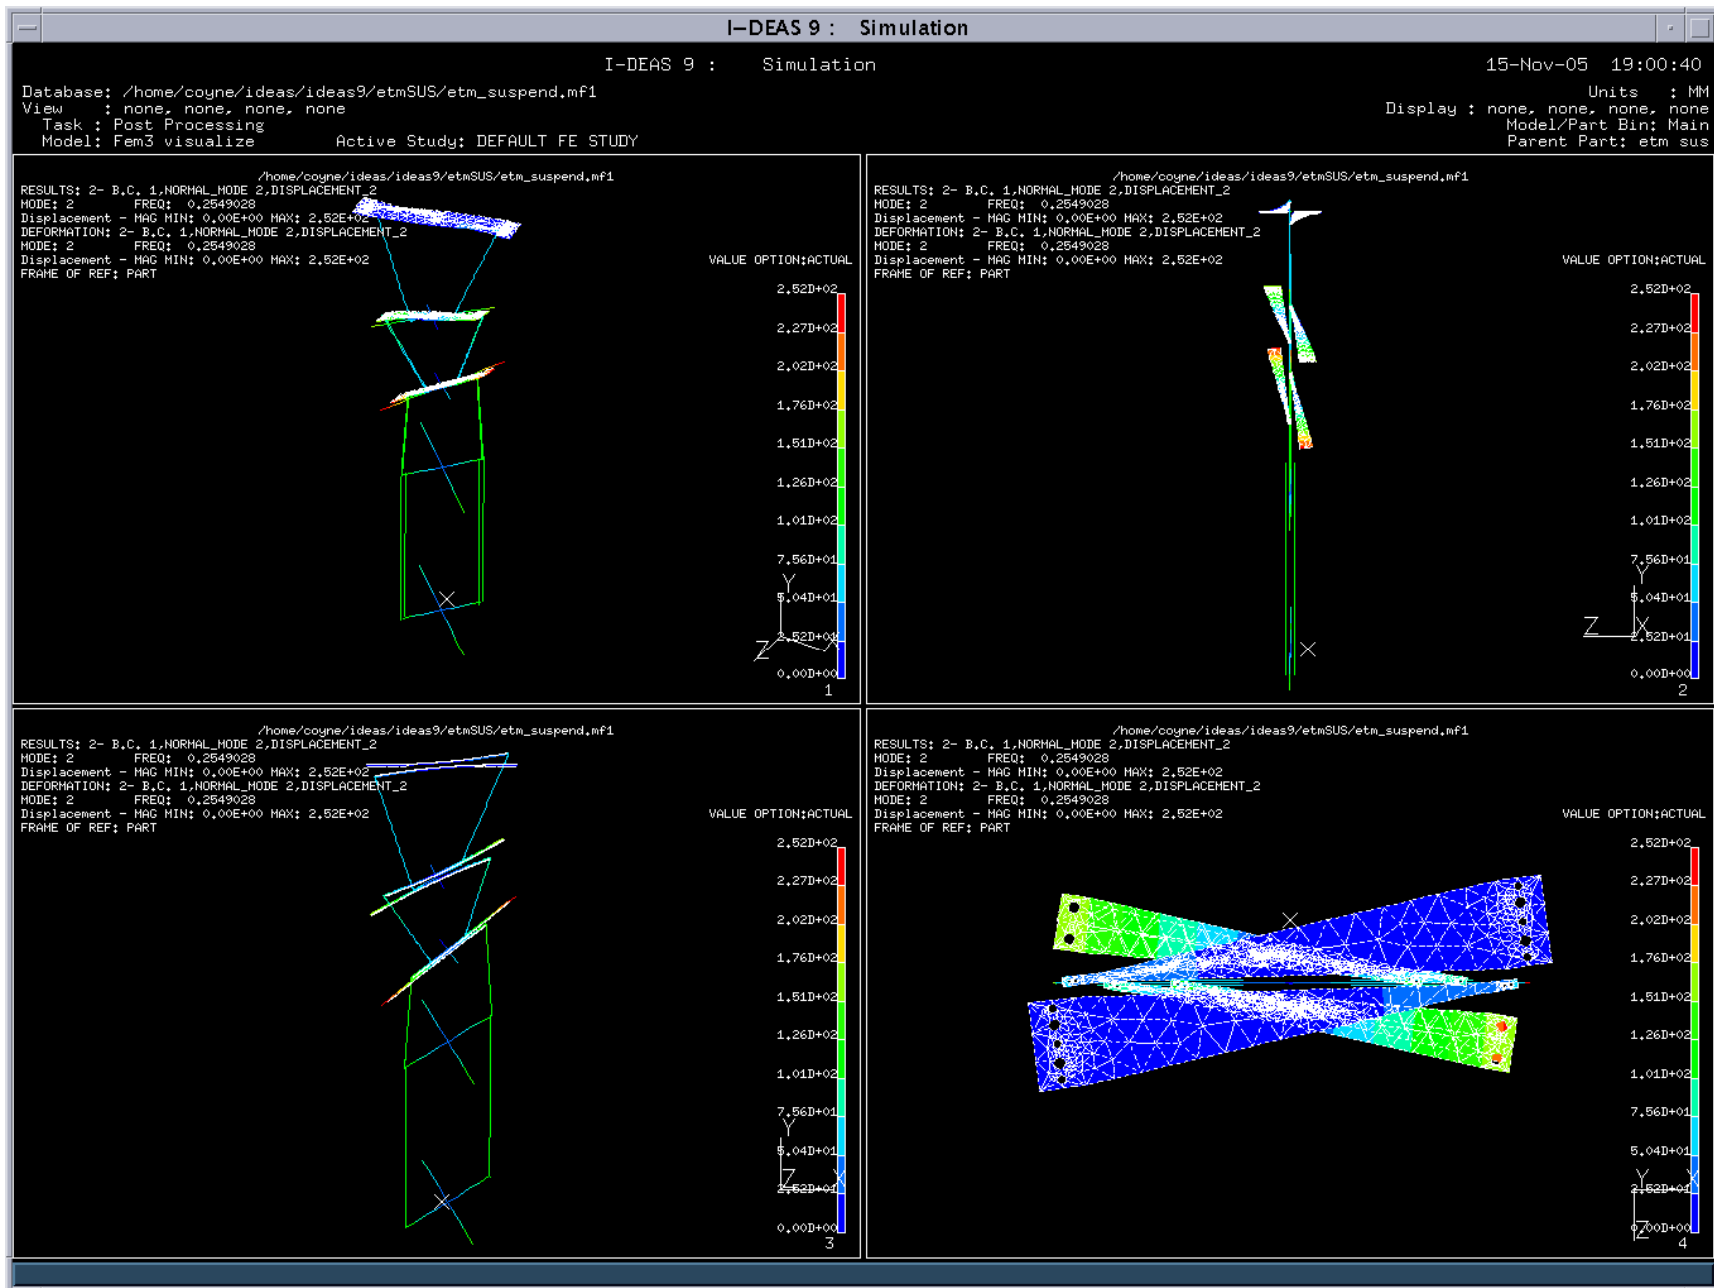 I-DEAS 9 :   Simulation
I-DEAS 9 :    Simulation    15-Nov-05  19:00:40
Database: /home/coyne/ideas/ideas9/etmSUS/etm_suspend.mf1    Units   : MM
View    : none, none, none, none    Display : none, none, none, none
Task : Post Processing    Model/Part Bin: Main
Model: Fem3 visualize    Active Study: DEFAULT FE STUDY    Parent Part: etm sus
/home/coyne/ideas/ideas9/etmSUS/etm_suspend.mf1
RESULTS: 2- B.C. 1,NORMAL_MODE 2,DISPLACEMENT_2
MODE: 2    FREQ: 0.2549028
Displacement - MAG MIN: 0.00E+00 MAX: 2.52E+02
DEFORMATION: 2- B.C. 1,NORMAL_MODE 2,DISPLACEMENT_2
MODE: 2    FREQ: 0.2549028
Displacement - MAG MIN: 0.00E+00 MAX: 2.52E+02
FRAME OF REF: PART
VALUE OPTION:ACTUAL
2.52D+02
2.27D+02
2.02D+02
1.76D+02
1.51D+02
1.26D+02
1.01D+02
7.56D+01
5.04D+01
2.52D+01
0.00D+00
Y
Z
X
1
/home/coyne/ideas/ideas9/etmSUS/etm_suspend.mf1
RESULTS: 2- B.C. 1,NORMAL_MODE 2,DISPLACEMENT_2
MODE: 2    FREQ: 0.2549028
Displacement - MAG MIN: 0.00E+00 MAX: 2.52E+02
DEFORMATION: 2- B.C. 1,NORMAL_MODE 2,DISPLACEMENT_2
MODE: 2    FREQ: 0.2549028
Displacement - MAG MIN: 0.00E+00 MAX: 2.52E+02
FRAME OF REF: PART
VALUE OPTION:ACTUAL
2.52D+02
2.27D+02
2.02D+02
1.76D+02
1.51D+02
1.26D+02
1.01D+02
7.56D+01
5.04D+01
2.52D+01
0.00D+00
Y
Z
X
2
/home/coyne/ideas/ideas9/etmSUS/etm_suspend.mf1
RESULTS: 2- B.C. 1,NORMAL_MODE 2,DISPLACEMENT_2
MODE: 2    FREQ: 0.2549028
Displacement - MAG MIN: 0.00E+00 MAX: 2.52E+02
DEFORMATION: 2- B.C. 1,NORMAL_MODE 2,DISPLACEMENT_2
MODE: 2    FREQ: 0.2549028
Displacement - MAG MIN: 0.00E+00 MAX: 2.52E+02
FRAME OF REF: PART
VALUE OPTION:ACTUAL
2.52D+02
2.27D+02
2.02D+02
1.76D+02
1.51D+02
1.26D+02
1.01D+02
7.56D+01
5.04D+01
2.52D+01
0.00D+00
Y
Z
X
3
/home/coyne/ideas/ideas9/etmSUS/etm_suspend.mf1
RESULTS: 2- B.C. 1,NORMAL_MODE 2,DISPLACEMENT_2
MODE: 2    FREQ: 0.2549028
Displacement - MAG MIN: 0.00E+00 MAX: 2.52E+02
DEFORMATION: 2- B.C. 1,NORMAL_MODE 2,DISPLACEMENT_2
MODE: 2    FREQ: 0.2549028
Displacement - MAG MIN: 0.00E+00 MAX: 2.52E+02
FRAME OF REF: PART
VALUE OPTION:ACTUAL
2.52D+02
2.27D+02
2.02D+02
1.76D+02
1.51D+02
1.26D+02
1.01D+02
7.56D+01
5.04D+01
2.52D+01
0.00D+00
Y
X
Z
4